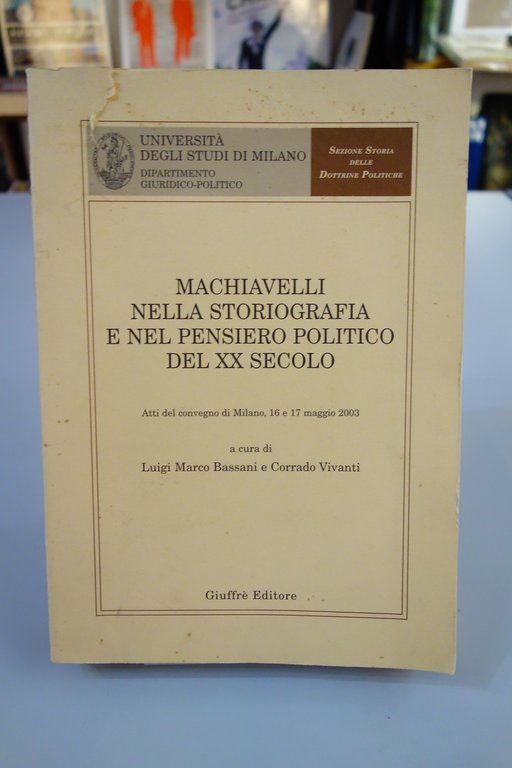 UNIVERSITÀ
DEGLI STUDI DI MILANO
DIPARTIMENTO
GIURIDICO-POLITICO
SEZIONE STORIA
DELLE
DOTTRINE POLITICHE
MACHIAVELLI
NELLA STORIOGRAFIA
E NEL PENSIERO POLITICO
DEL XX SECOLO
Atti del convegno di Milano, 16 e 17 maggio 2003
a cura di
Luigi Marco Bassani e Corrado Vivanti
Giuffrè Editore